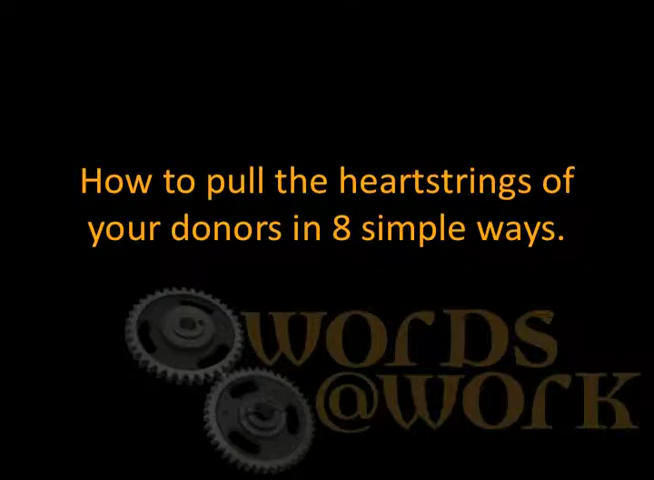 How to pull the heartstrings of
your donors in 8 simple ways.
WORDS
@WORK